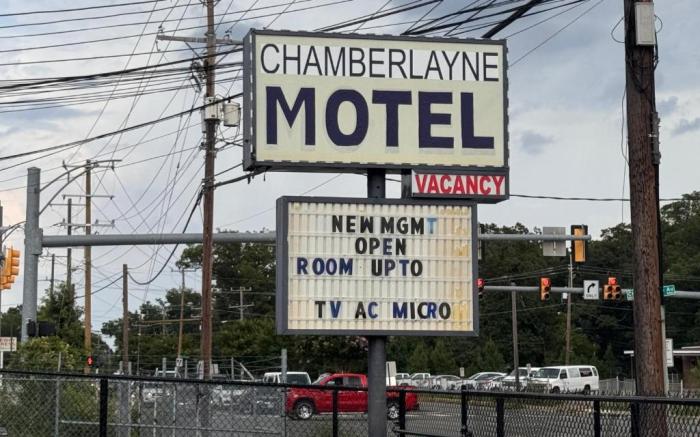 CHAMBERLAYNE
MOTEL
VACANCY
NEW MGMT
OPEN
ROOM UPTO
TV AC MICRO